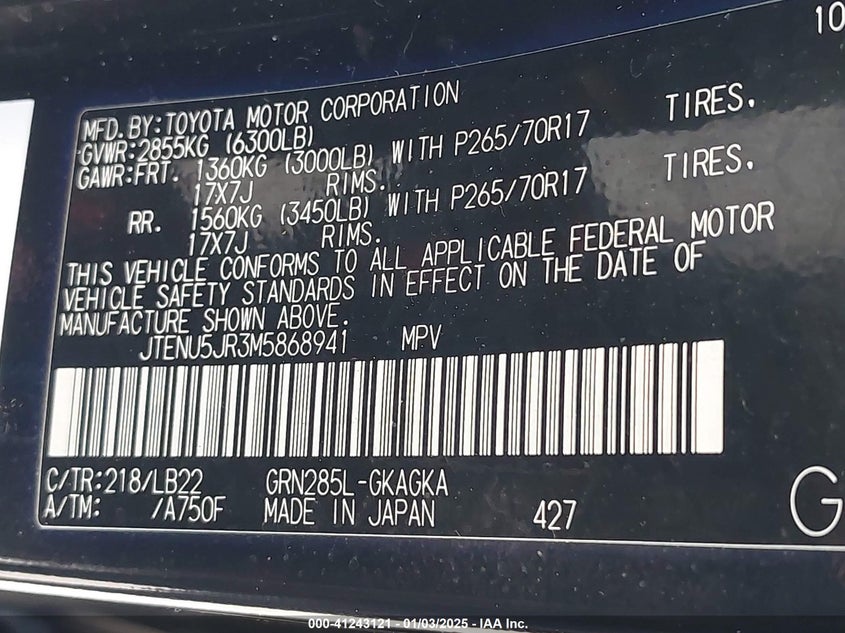 10
MFD.BY:TOYOTA MOTOR CORPORATION
GVWR:2855KG (6300LB)
GAWR:FRT. 1360KG (3000LB) WITH P265/70R17 TIRES.
17X7J RIMS.
RR. 1560KG (3450LB) WITH P265/70R17 TIRES.
17X7J RIMS.
THIS VEHICLE CONFORMS TO ALL APPLICABLE FEDERAL MOTOR
VEHICLE SAFETY STANDARDS IN EFFECT ON THE DATE OF
MANUFACTURE SHOWN ABOVE.
JTENU5JR3M5868941 MPV
C/TR:218/LB22 GRN285L-GKAGKA
A/TM: /A750F MADE IN JAPAN 427
G
000-41243121 - 01/03/2025 - IAA Inc.